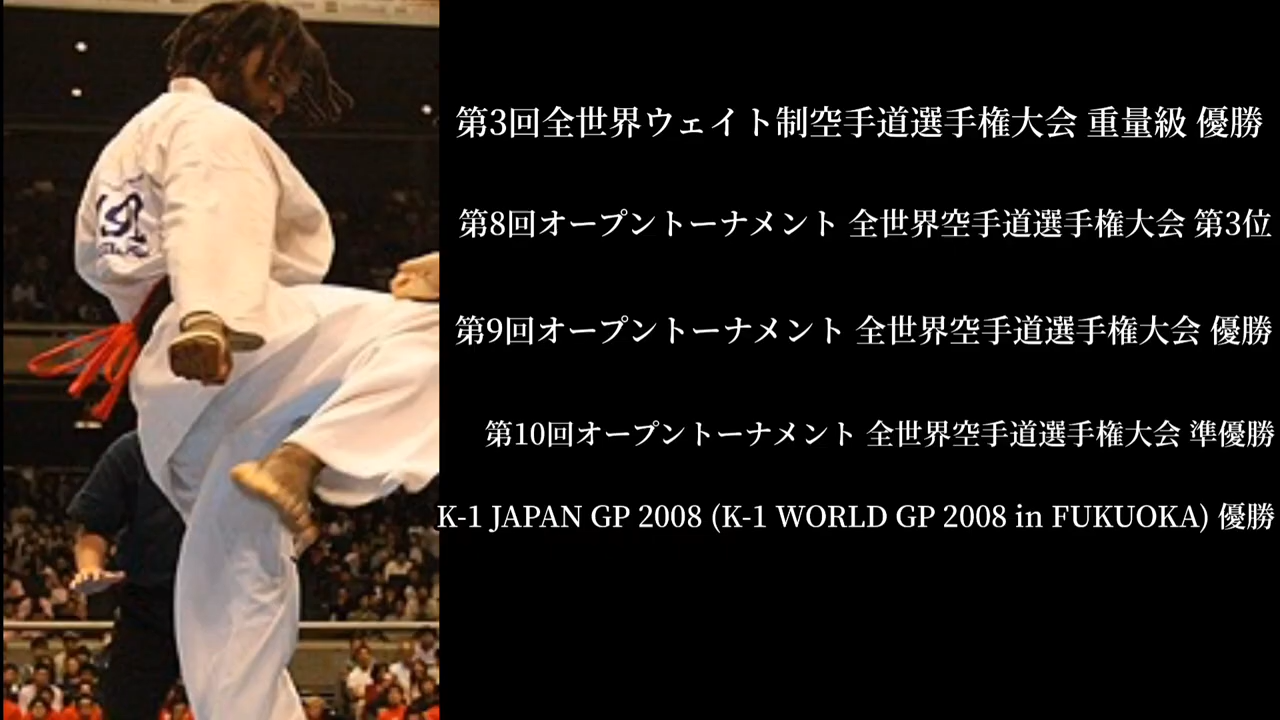 第3回全世界ウェイト制空手道選手権大会 重量級 優勝
第8回オープントーナメント 全世界空手道選手権大会 第3位
第9回オープントーナメント 全世界空手道選手権大会 優勝
第10回オープントーナメント 全世界空手道選手権大会 準優勝
K-1 JAPAN GP 2008 (K-1 WORLD GP 2008 in FUKUOKA) 優勝